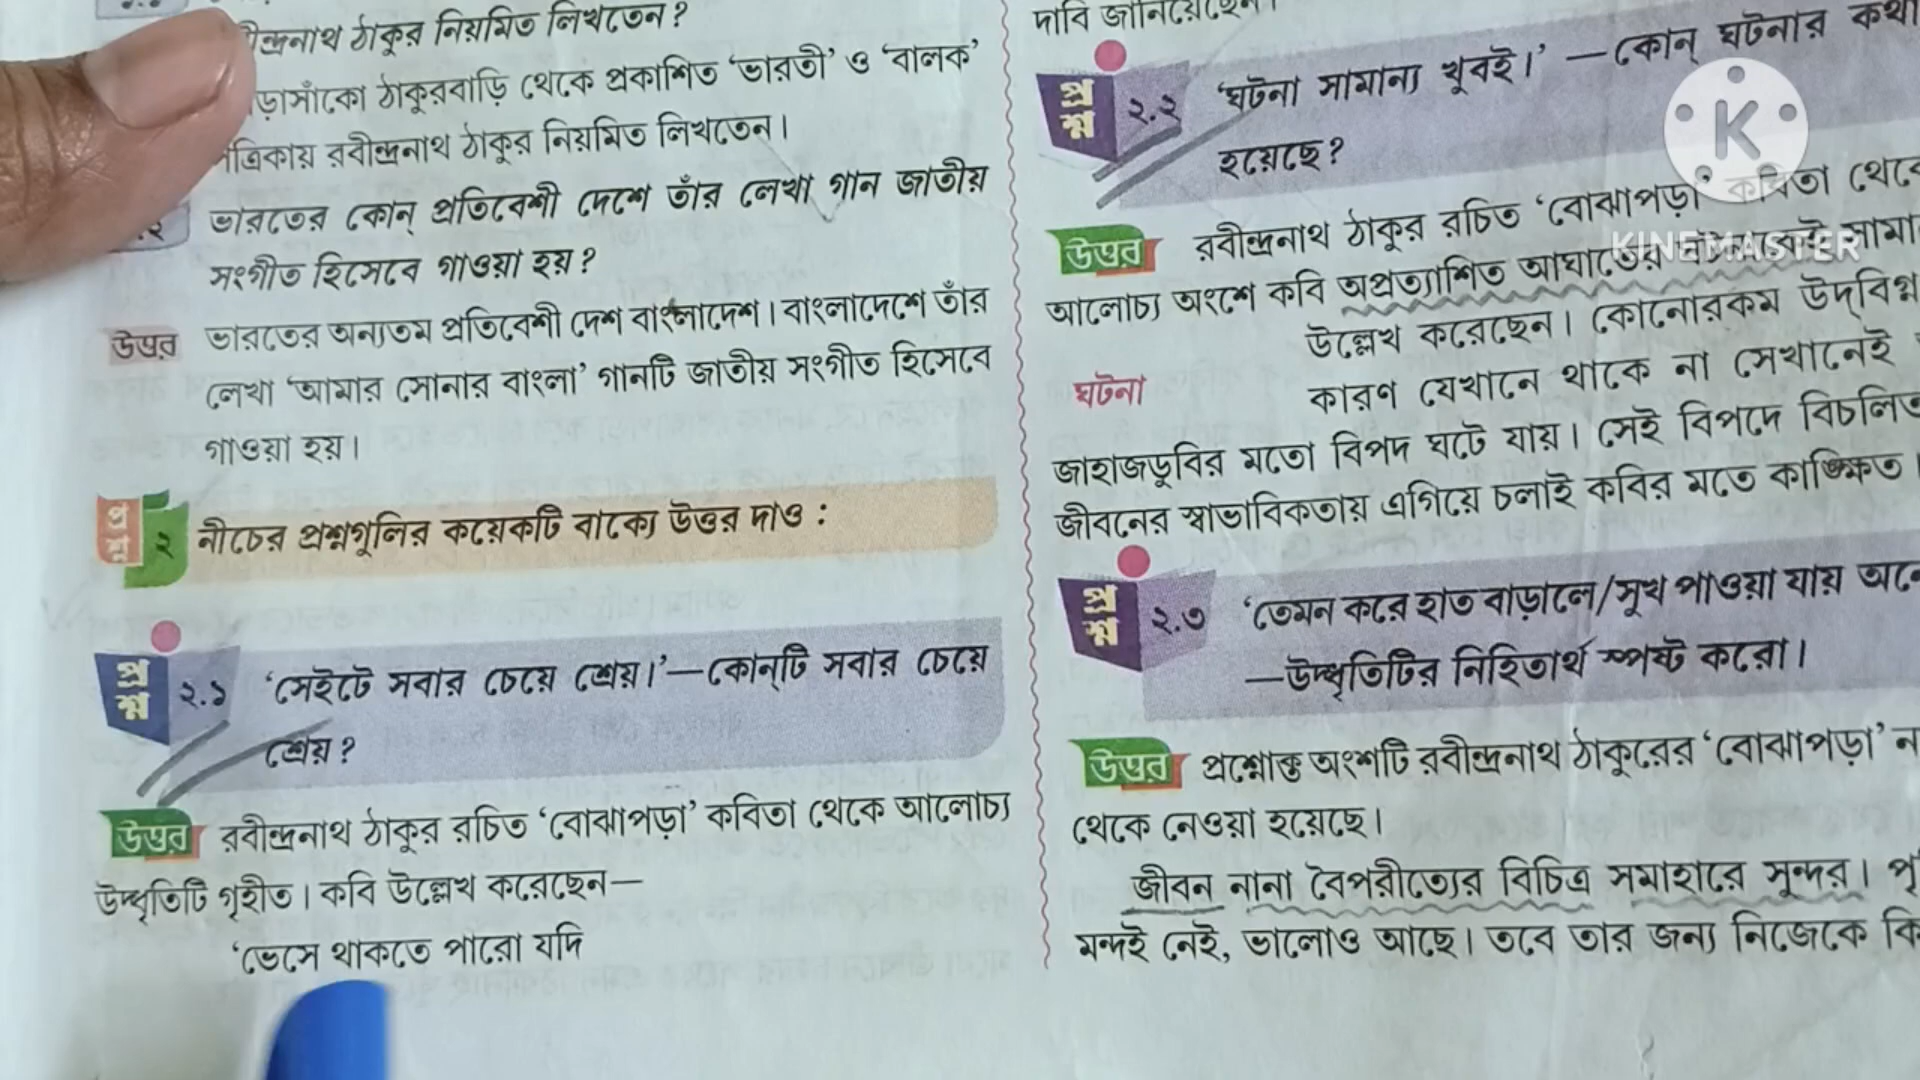 রবীন্দ্রনাথ ঠাকুর নিয়মিত লিখতেন?
জোড়াসাঁকো ঠাকুরবাড়ি থেকে প্রকাশিত ‘ভারতী’ ও ‘বালক’
পত্রিকায় রবীন্দ্রনাথ ঠাকুর নিয়মিত লিখতেন।
ভারতের কোন্ প্রতিবেশী দেশে তাঁর লেখা গান জাতীয়
সংগীত হিসেবে গাওয়া হয়?
উত্তর ভারতের অন্যতম প্রতিবেশী দেশ বাংলাদেশ। বাংলাদেশে তাঁর
লেখা ‘আমার সোনার বাংলা’ গানটি জাতীয় সংগীত হিসেবে
গাওয়া হয়।
প্রশ্ন ২ নীচের প্রশ্নগুলির কয়েকটি বাক্যে উত্তর দাও :
প্রশ্ন ২.১ ‘সেইটে সবার চেয়ে শ্রেয়।’—কোন্‌টি সবার চেয়ে
শ্রেয়?
উত্তর রবীন্দ্রনাথ ঠাকুর রচিত ‘বোঝাপড়া’ কবিতা থেকে আলোচ্য
উদ্ধৃতিটি গৃহীত। কবি উল্লেখ করেছেন—
‘ভেসে থাকতে পারো যদি
দাবি জানিয়েছেন।
প্রশ্ন ২.২ ‘ঘটনা সামান্য খুবই।’ —কোন্ ঘটনার কথা
হয়েছে?
উত্তর রবীন্দ্রনাথ ঠাকুর রচিত ‘বোঝাপড়া’ কবিতা থেকে
আলোচ্য অংশে কবি অপ্রত্যাশিত আঘাতের
উল্লেখ করেছেন। কোনোরকম উদ্‌বিগ্ন
ঘটনা কারণ যেখানে থাকে না সেখানেই
জাহাজডুবির মতো বিপদ ঘটে যায়। সেই বিপদে বিচলিত
জীবনের স্বাভাবিকতায় এগিয়ে চলাই কবির মতে কাঙ্ক্ষিত।
প্রশ্ন ২.৩ ‘তেমন করে হাত বাড়ালে/সুখ পাওয়া যায়
—উদ্ধৃতিটির নিহিতার্থ স্পষ্ট করো।
উত্তর প্রশ্নোক্ত অংশটি রবীন্দ্রনাথ ঠাকুরের ‘বোঝাপড়া’
থেকে নেওয়া হয়েছে।
জীবন নানা বৈপরীত্যের বিচিত্র সমাহারে সুন্দর।
মন্দই নেই, ভালোও আছে। তবে তার জন্য নিজেকে
K
KINEMASTER